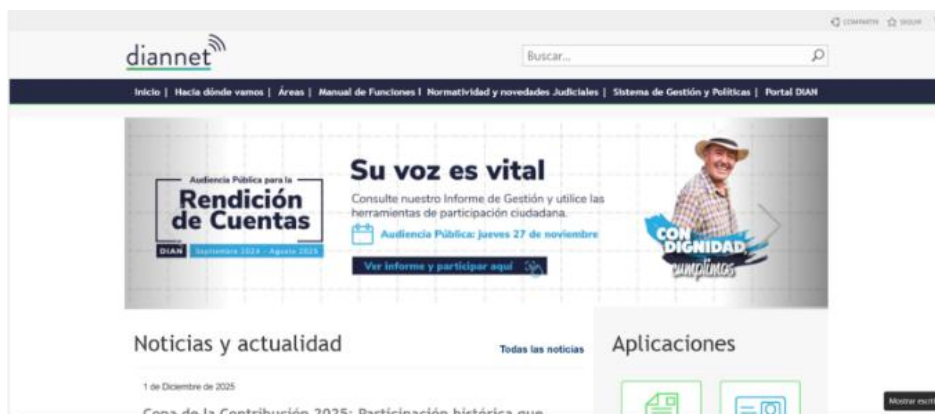 COMPARTIR SEGUIR
diannet
Buscar...
Inicio | Hacia dónde vamos | Áreas | Manual de Funciones | Normatividad y novedades Judiciales | Sistema de Gestión y Políticas | Portal DIAN
Audiencia Pública para la
Rendición
de Cuentas
DIAN Septiembre 2024 - Agosto 2025
Su voz es vital
Consulte nuestro Informe de Gestión y utilice las
herramientas de participación ciudadana.
Audiencia Pública: jueves 27 de noviembre
Ver informe y participar aquí
CON
DIGNIDAD
cumplimos
Noticias y actualidad
Todas las noticias
Aplicaciones
1 de Diciembre de 2025
Copa de la Contribución 2025: Participación histórica que
Mostrar escri